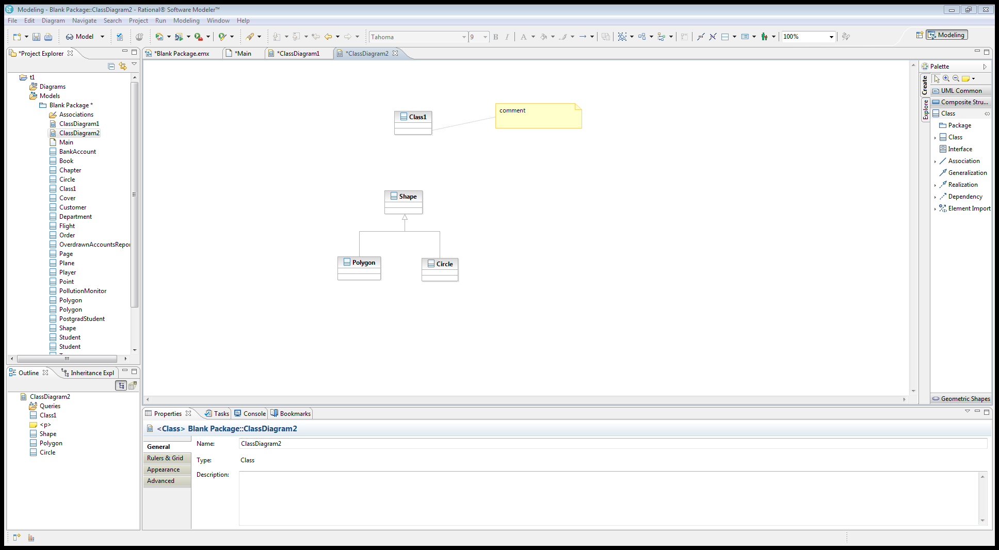 Modeling - Blank Package::ClassDiagram2 - Rational® Software Modeler™
File Edit Diagram Navigate Search Project Run Modeling Window Help
Model Tahoma 9 B I A 100% Modeling
*Project Explorer
t1
Diagrams
Models
Blank Package *
Associations
ClassDiagram1
ClassDiagram2
Main
BankAccount
Book
Chapter
Circle
Class1
Cover
Customer
Department
Flight
Order
OverdrawnAccountsRepor
Page
Plane
Player
Point
PollutionMonitor
Polygon
Polygon
PostgradStudent
Shape
Student
Student
Outline Inheritance Expl
ClassDiagram2
Queries
Class1
<p>
Shape
Polygon
Circle
*Blank Package.emx *Main *ClassDiagram1 *ClassDiagram2
Class1
comment
Shape
Polygon
Circle
Palette
Create
Explore
UML Common
Composite Stru...
Class
Package
Class
Interface
Association
Generalization
Realization
Dependency
Element Import
Geometric Shapes
Properties Tasks Console Bookmarks
<Class> Blank Package::ClassDiagram2
General
Rulers & Grid
Appearance
Advanced
Name: ClassDiagram2
Type: Class
Description: